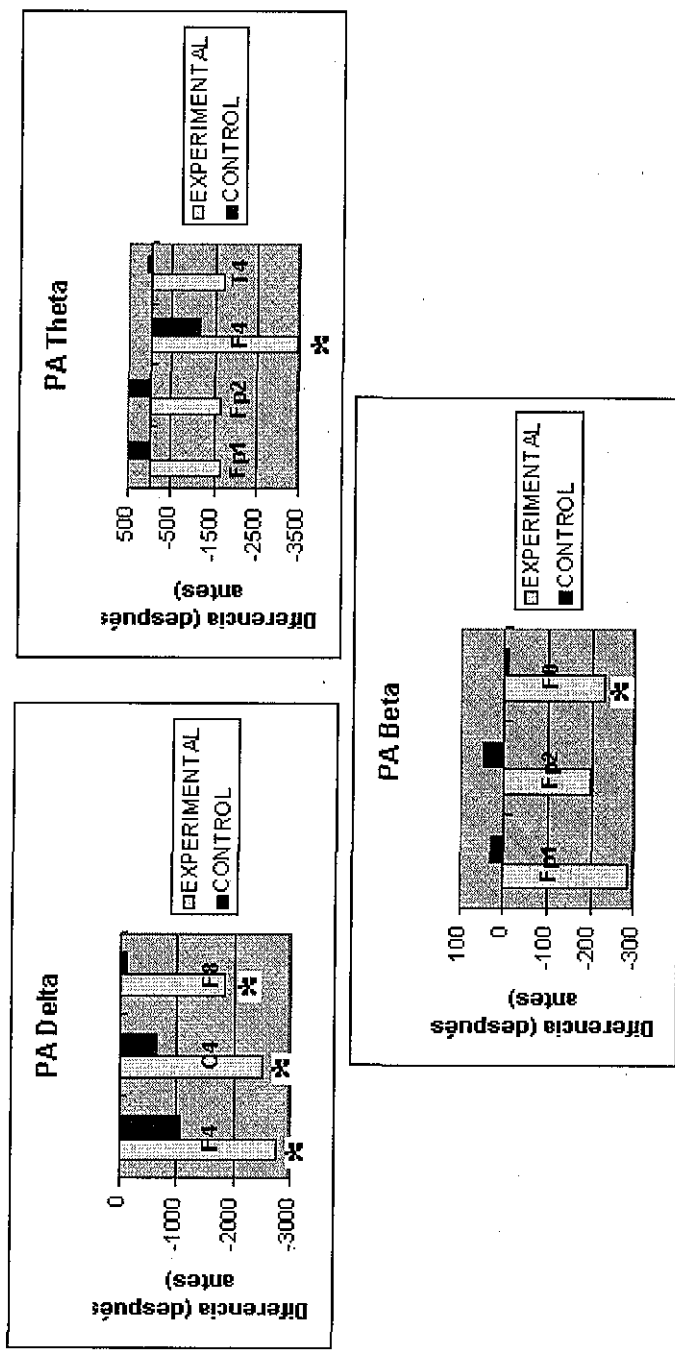 PA Delta
0
-1000
-2000
-3000
Diferencia (después
antes)
F4
C4
F8
*
*
*
EXPERIMENTAL
CONTROL
PA Theta
500
-500
-1500
-2500
-3500
Diferencia (después
antes)
Fp1
Fp2
F4
T4
*
EXPERIMENTAL
CONTROL
PA Beta
100
0
-100
-200
-300
Diferencia (después
antes)
Fp1
Fp2
F8
*
EXPERIMENTAL
CONTROL